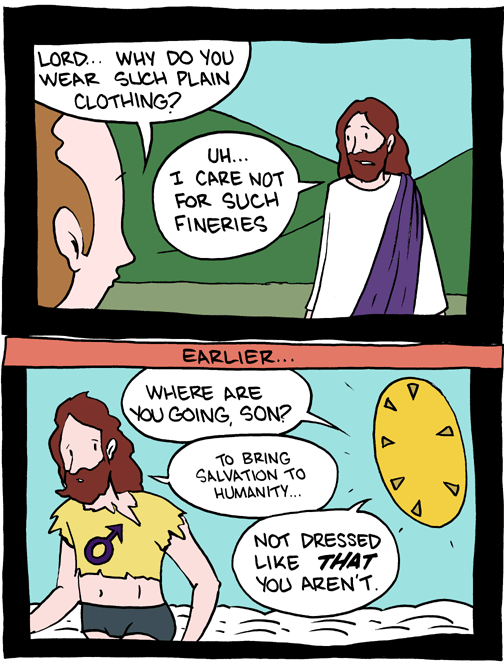 LORD... WHY DO YOU
WEAR SUCH PLAIN
CLOTHING?
UH...
I CARE NOT
FOR SUCH
FINERIES
EARLIER...
WHERE ARE
YOU GOING, SON?
TO BRING
SALVATION TO
HUMANITY...
NOT DRESSED
LIKE THAT
YOU AREN'T.